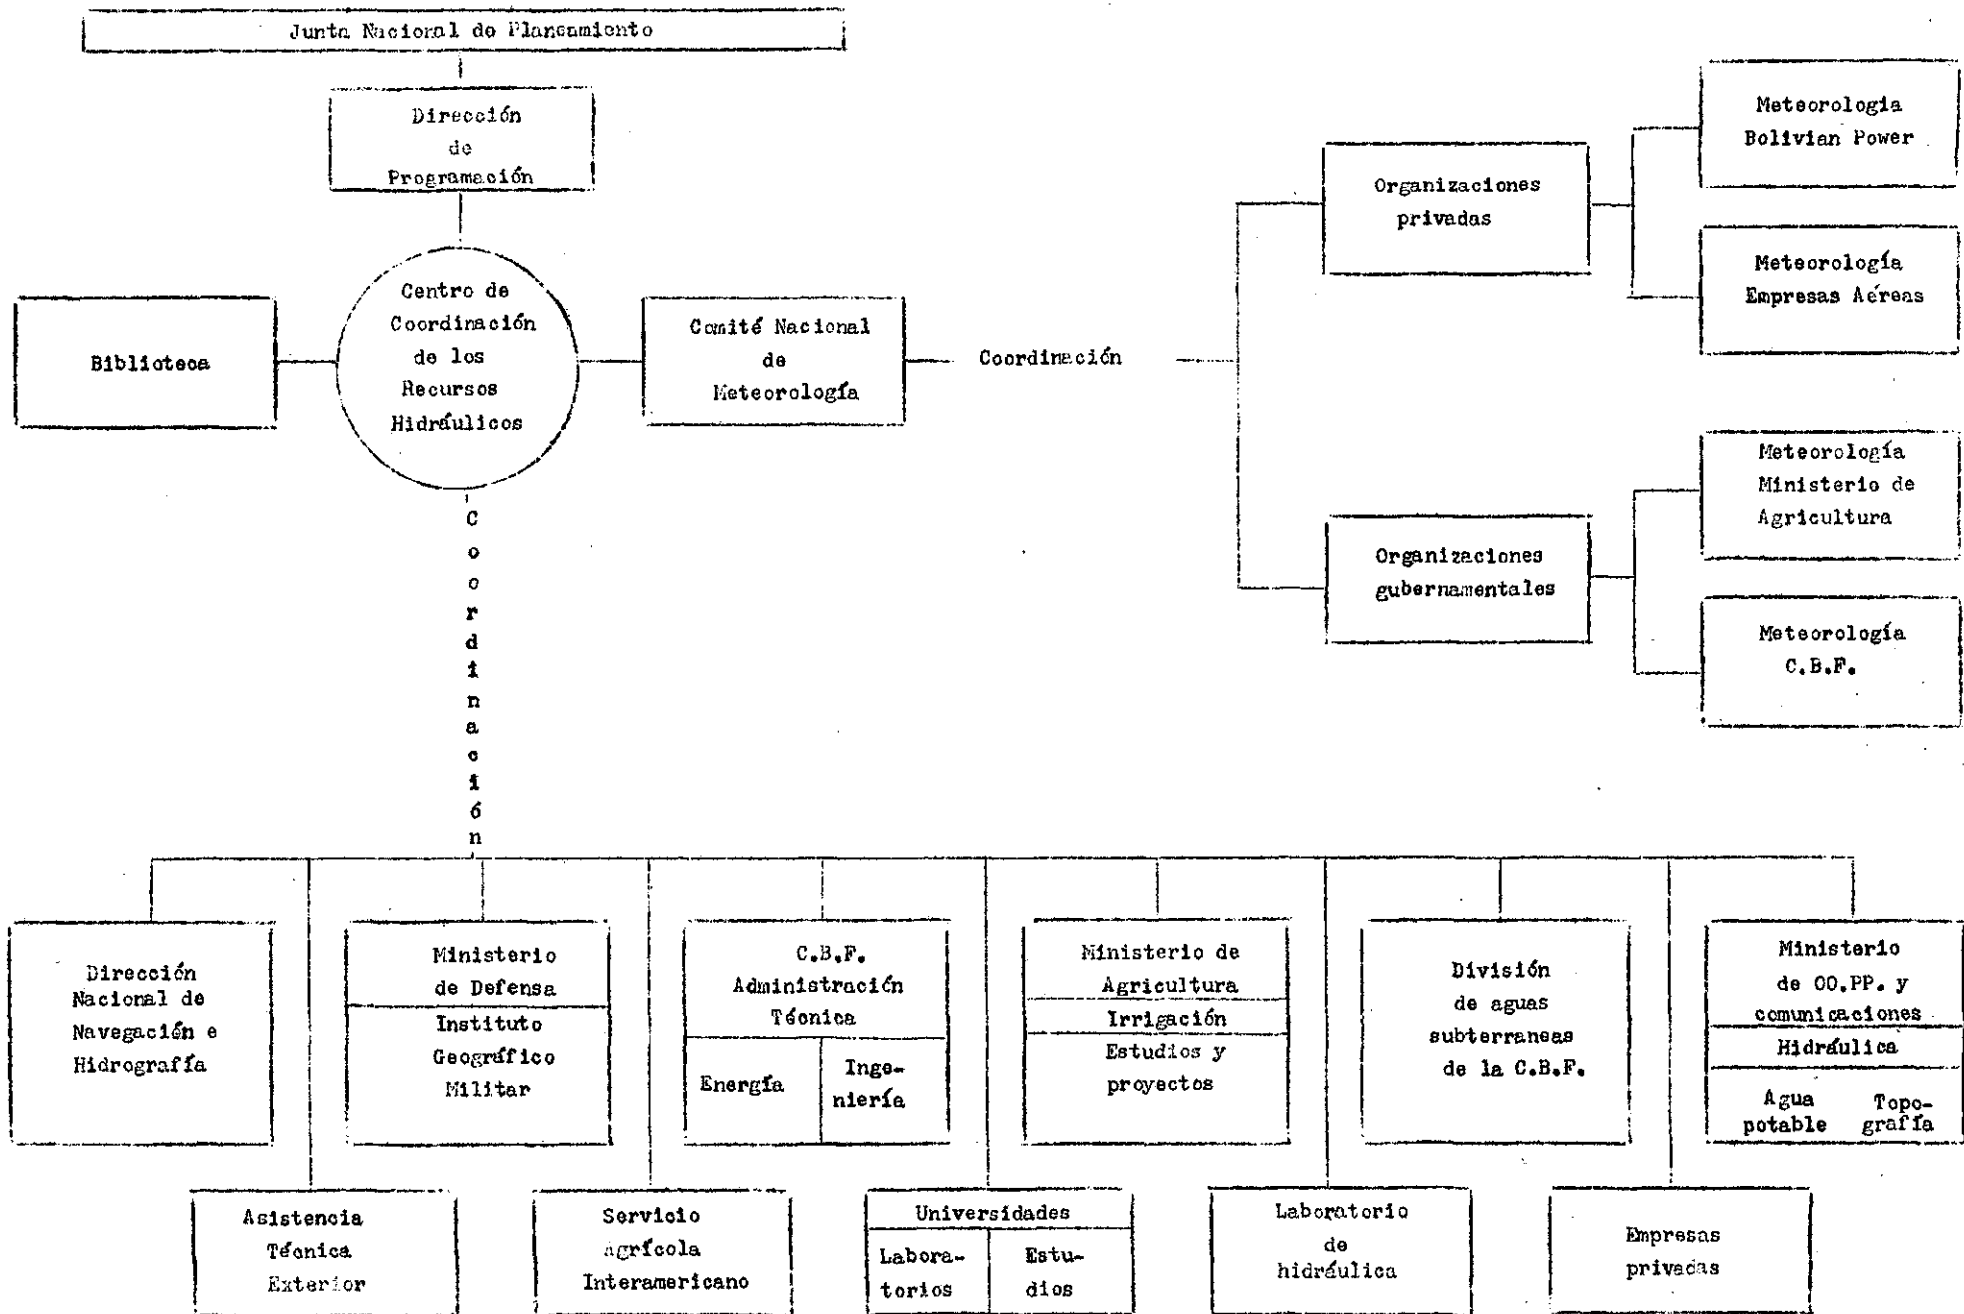 Junta Nacional de Planeamiento
Dirección
de
Programación
Centro de
Coordinación
de los
Recursos
Hidráulicos
Biblioteca
Comité Nacional
de
Meteorología
Coordinación
Organizaciones
privadas
Meteorología
Bolivian Power
Meteorología
Empresas Aéreas
Organizaciones
gubernamentales
Meteorología
Ministerio de
Agricultura
Meteorología
C.B.F.
Coordinación
Dirección
Nacional de
Navegación e
Hidrografía
Ministerio
de Defensa
Instituto
Geográfico
Militar
C.B.F.
Administración
Técnica
Energía
Inge-
niería
Ministerio de
Agricultura
Irrigación
Estudios y
proyectos
División
de aguas
subterraneas
de la C.B.F.
Ministerio
de OO.PP. y
comunicaciones
Hidráulica
Agua
potable
Topo-
grafía
Asistencia
Técnica
Exterior
Servicio
Agrícola
Interamericano
Universidades
Labora-
torios
Estu-
dios
Laboratorio
de
hidráulica
Empresas
privadas